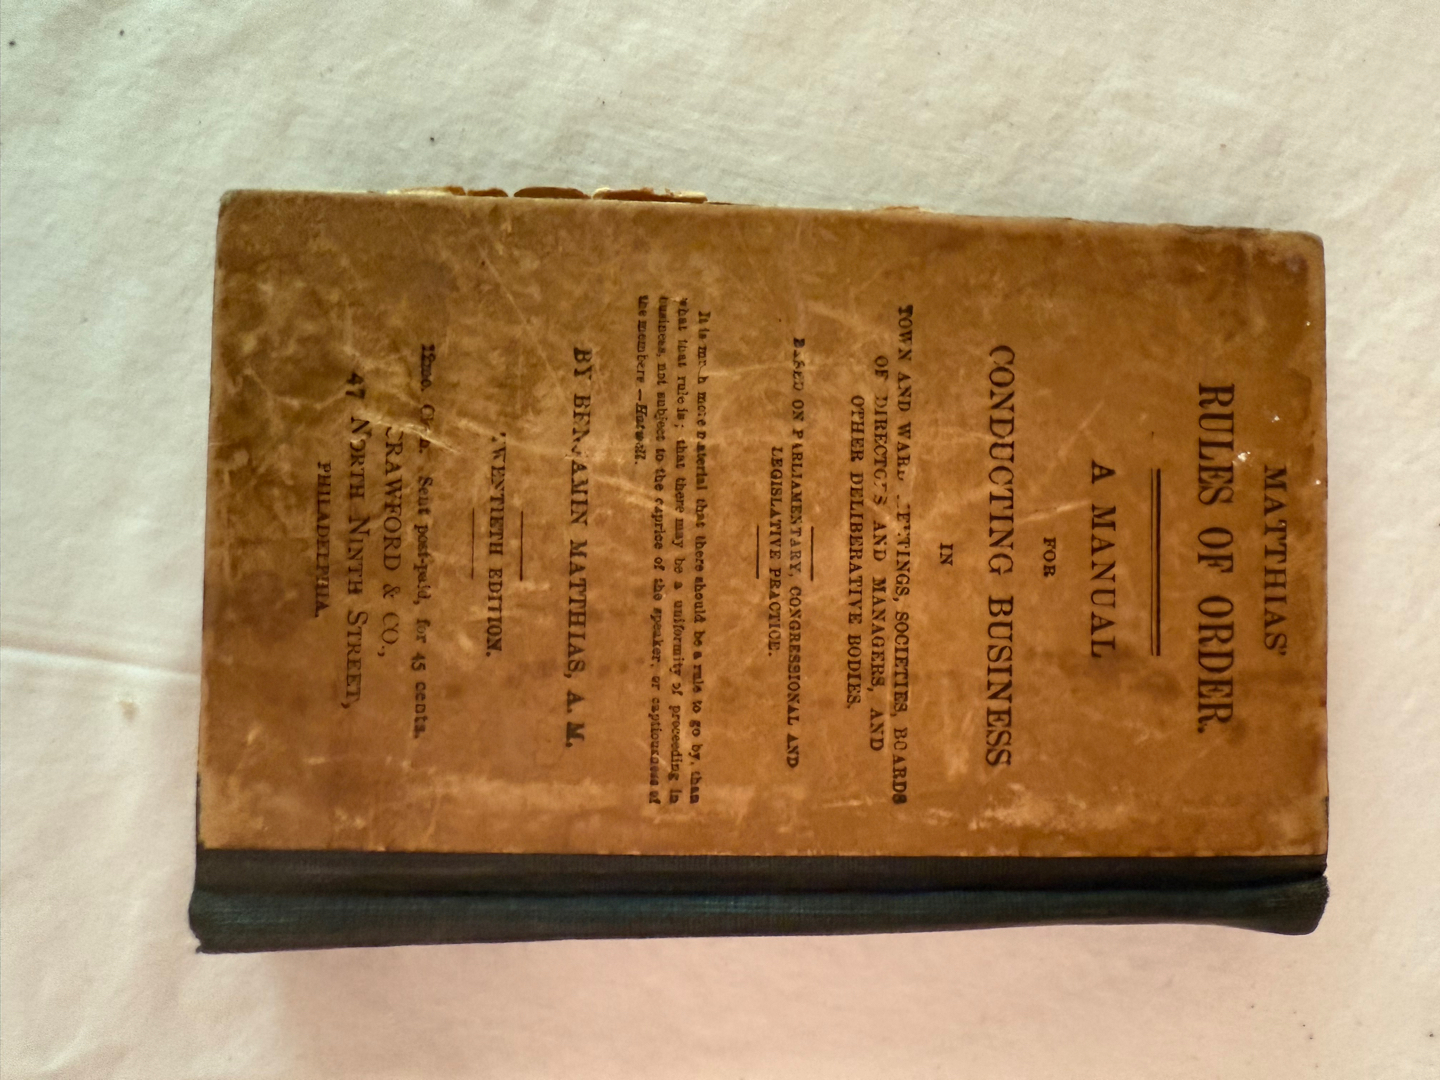 MATTHIAS'
RULES OF ORDER.
A MANUAL
FOR
CONDUCTING BUSINESS
IN
TOWN AND WARD MEETINGS, SOCIETIES, BOARDS
OF DIRECTORS AND MANAGERS, AND
OTHER DELIBERATIVE BODIES.
BASED ON PARLIAMENTARY, CONGRESSIONAL AND
LEGISLATIVE PRACTICE.
It is much more material that there should be a rule to go by, than
what that rule is; that there may be a uniformity of proceeding in
business, not subject to the caprice of the speaker, or captiousness of
the members.—Hatsell.
BY BENJAMIN MATTHIAS, A. M.
TWENTIETH EDITION.
12mo. Cloth. Sent post-paid, for 45 cents.
CRAWFORD & CO.,
47 NORTH NINTH STREET,
PHILADELPHIA.